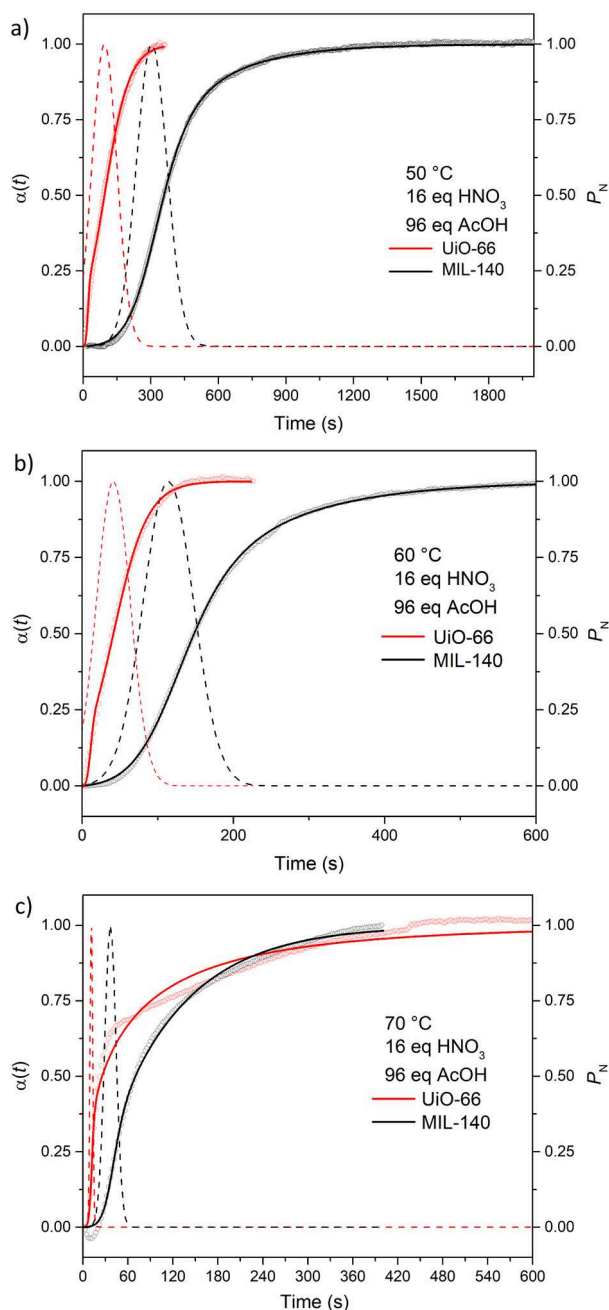 a)
1.00
0.75
0.50
0.25
0.00
α(t)
1.00
0.75
0.50
0.25
0.00
P_N
50 °C
16 eq HNO₃
96 eq AcOH
UiO-66
MIL-140
0 300 600 900 1200 1500 1800
Time (s)
b)
1.00
0.75
0.50
0.25
0.00
α(t)
1.00
0.75
0.50
0.25
0.00
P_N
60 °C
16 eq HNO₃
96 eq AcOH
UiO-66
MIL-140
0 200 400 600
Time (s)
c)
1.00
0.75
0.50
0.25
0.00
α(t)
1.00
0.75
0.50
0.25
0.00
P_N
70 °C
16 eq HNO₃
96 eq AcOH
UiO-66
MIL-140
0 60 120 180 240 300 360 420 480 540 600
Time (s)